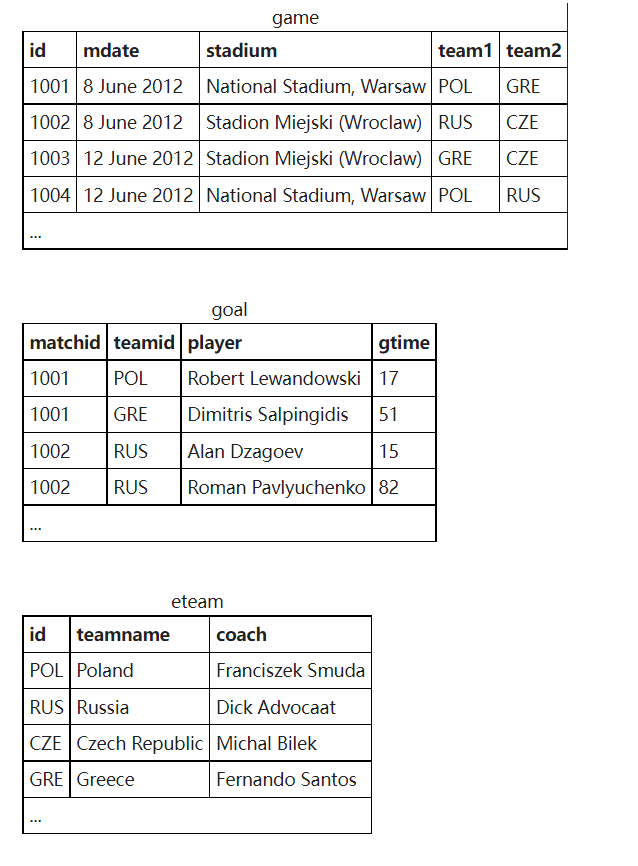 game
id mdate stadium team1 team2
1001 8 June 2012 National Stadium, Warsaw POL GRE
1002 8 June 2012 Stadion Miejski (Wroclaw) RUS CZE
1003 12 June 2012 Stadion Miejski (Wroclaw) GRE CZE
1004 12 June 2012 National Stadium, Warsaw POL RUS
...
goal
matchid teamid player gtime
1001 POL Robert Lewandowski 17
1001 GRE Dimitris Salpingidis 51
1002 RUS Alan Dzagoev 15
1002 RUS Roman Pavlyuchenko 82
...
eteam
id teamname coach
POL Poland Franciszek Smuda
RUS Russia Dick Advocaat
CZE Czech Republic Michal Bilek
GRE Greece Fernando Santos
...